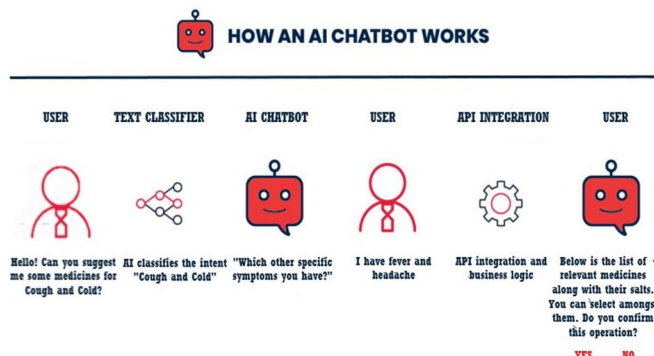 HOW AN AI CHATBOT WORKS
USER
TEXT CLASSIFIER
AI CHATBOT
USER
API INTEGRATION
USER
Hello! Can you suggest
me some medicines for
Cough and Cold?
AI classifies the intent
"Cough and Cold"
"Which other specific
symptoms you have?"
I have fever and
headache
API integration and
business logic
Below is the list of
relevant medicines
along with their salts.
You can select amongs
them. Do you confirm
this operation?
YES NO